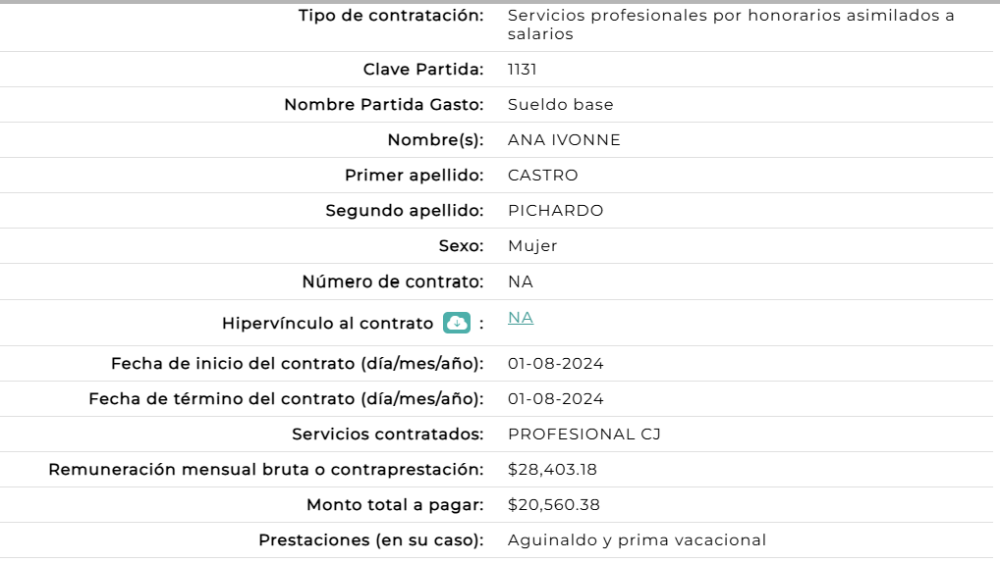 Tipo de contratación: Servicios profesionales por honorarios asimilados a
salarios
Clave Partida: 1131
Nombre Partida Gasto: Sueldo base
Nombre(s): ANA IVONNE
Primer apellido: CASTRO
Segundo apellido: PICHARDO
Sexo: Mujer
Número de contrato: NA
Hipervínculo al contrato : NA
Fecha de inicio del contrato (día/mes/año): 01-08-2024
Fecha de término del contrato (día/mes/año): 01-08-2024
Servicios contratados: PROFESIONAL CJ
Remuneración mensual bruta o contraprestación: $28,403.18
Monto total a pagar: $20,560.38
Prestaciones (en su caso): Aguinaldo y prima vacacional